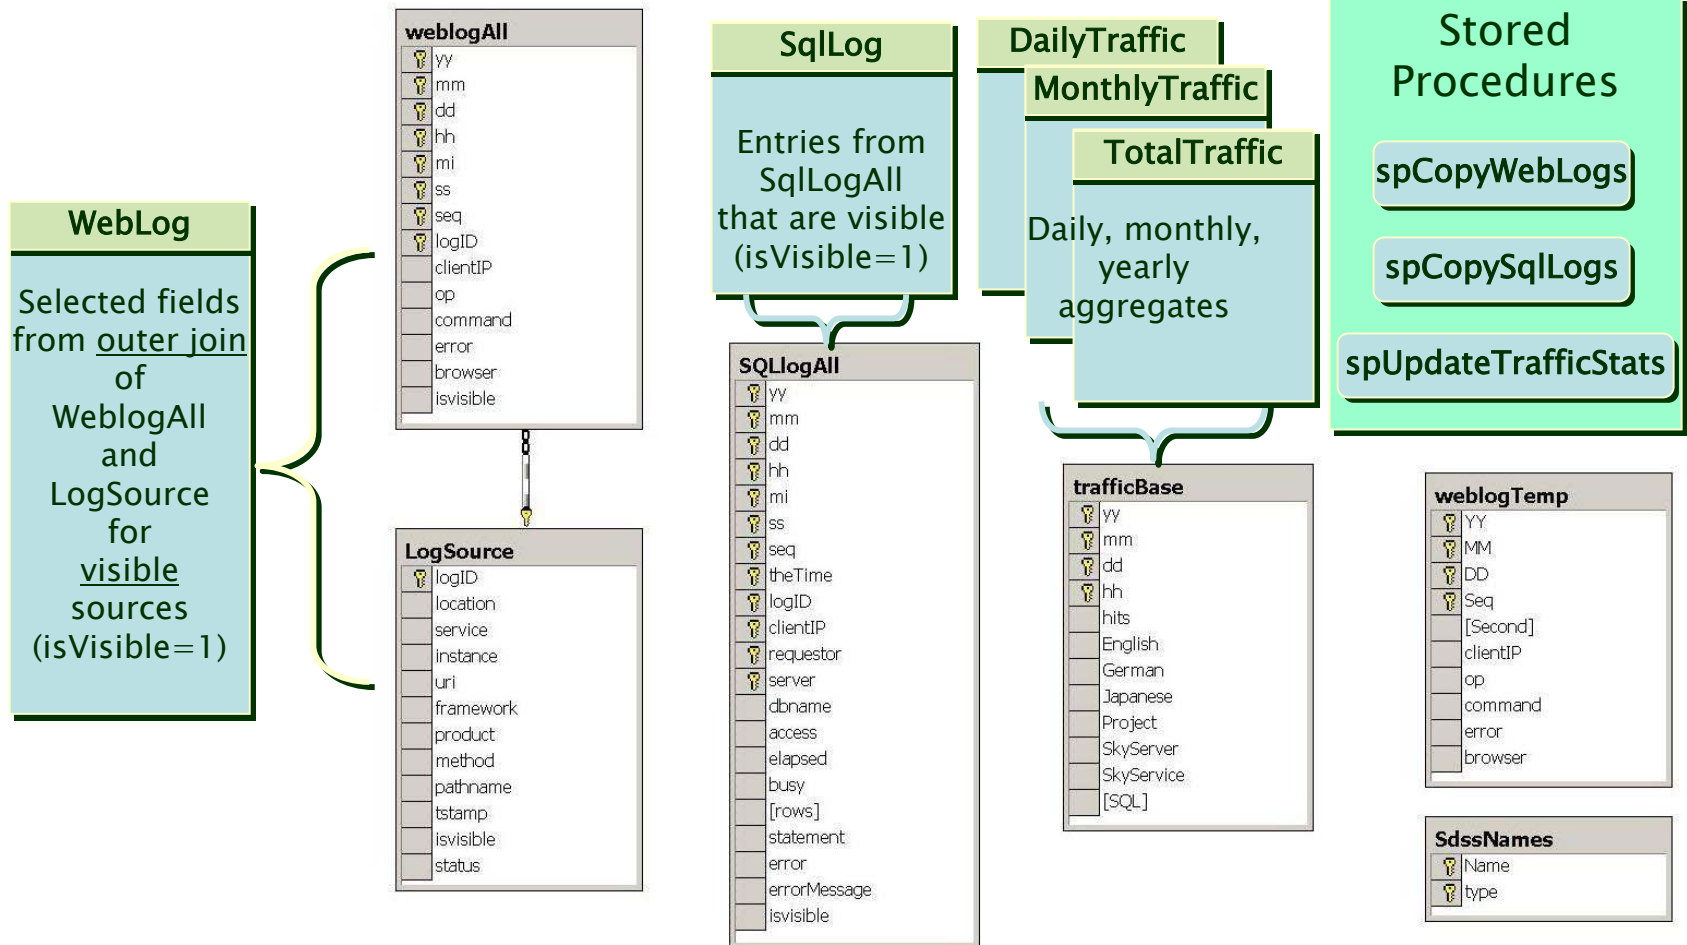 WebLog
Selected fields
from outer join
of
WeblogAll
and
LogSource
for
visible
sources
(isVisible=1)
weblogAll
yy
mm
dd
hh
mi
ss
seq
logID
clientIP
op
command
error
browser
isvisible
LogSource
logID
location
service
instance
uri
framework
product
method
pathname
tstamp
isvisible
status
SqlLog
Entries from
SqlLogAll
that are visible
(isVisible=1)
SQLlogAll
yy
mm
dd
hh
mi
ss
seq
theTime
logID
clientIP
requestor
server
dbname
access
elapsed
busy
[rows]
statement
error
errorMessage
isvisible
DailyTraffic
MonthlyTraffic
TotalTraffic
Daily, monthly,
yearly
aggregates
trafficBase
yy
mm
dd
hh
hits
English
German
Japanese
Project
SkyServer
SkyService
[SQL]
Stored
Procedures
spCopyWebLogs
spCopySqlLogs
spUpdateTrafficStats
weblogTemp
YY
MM
DD
Seq
[Second]
clientIP
op
command
error
browser
SdssNames
Name
type